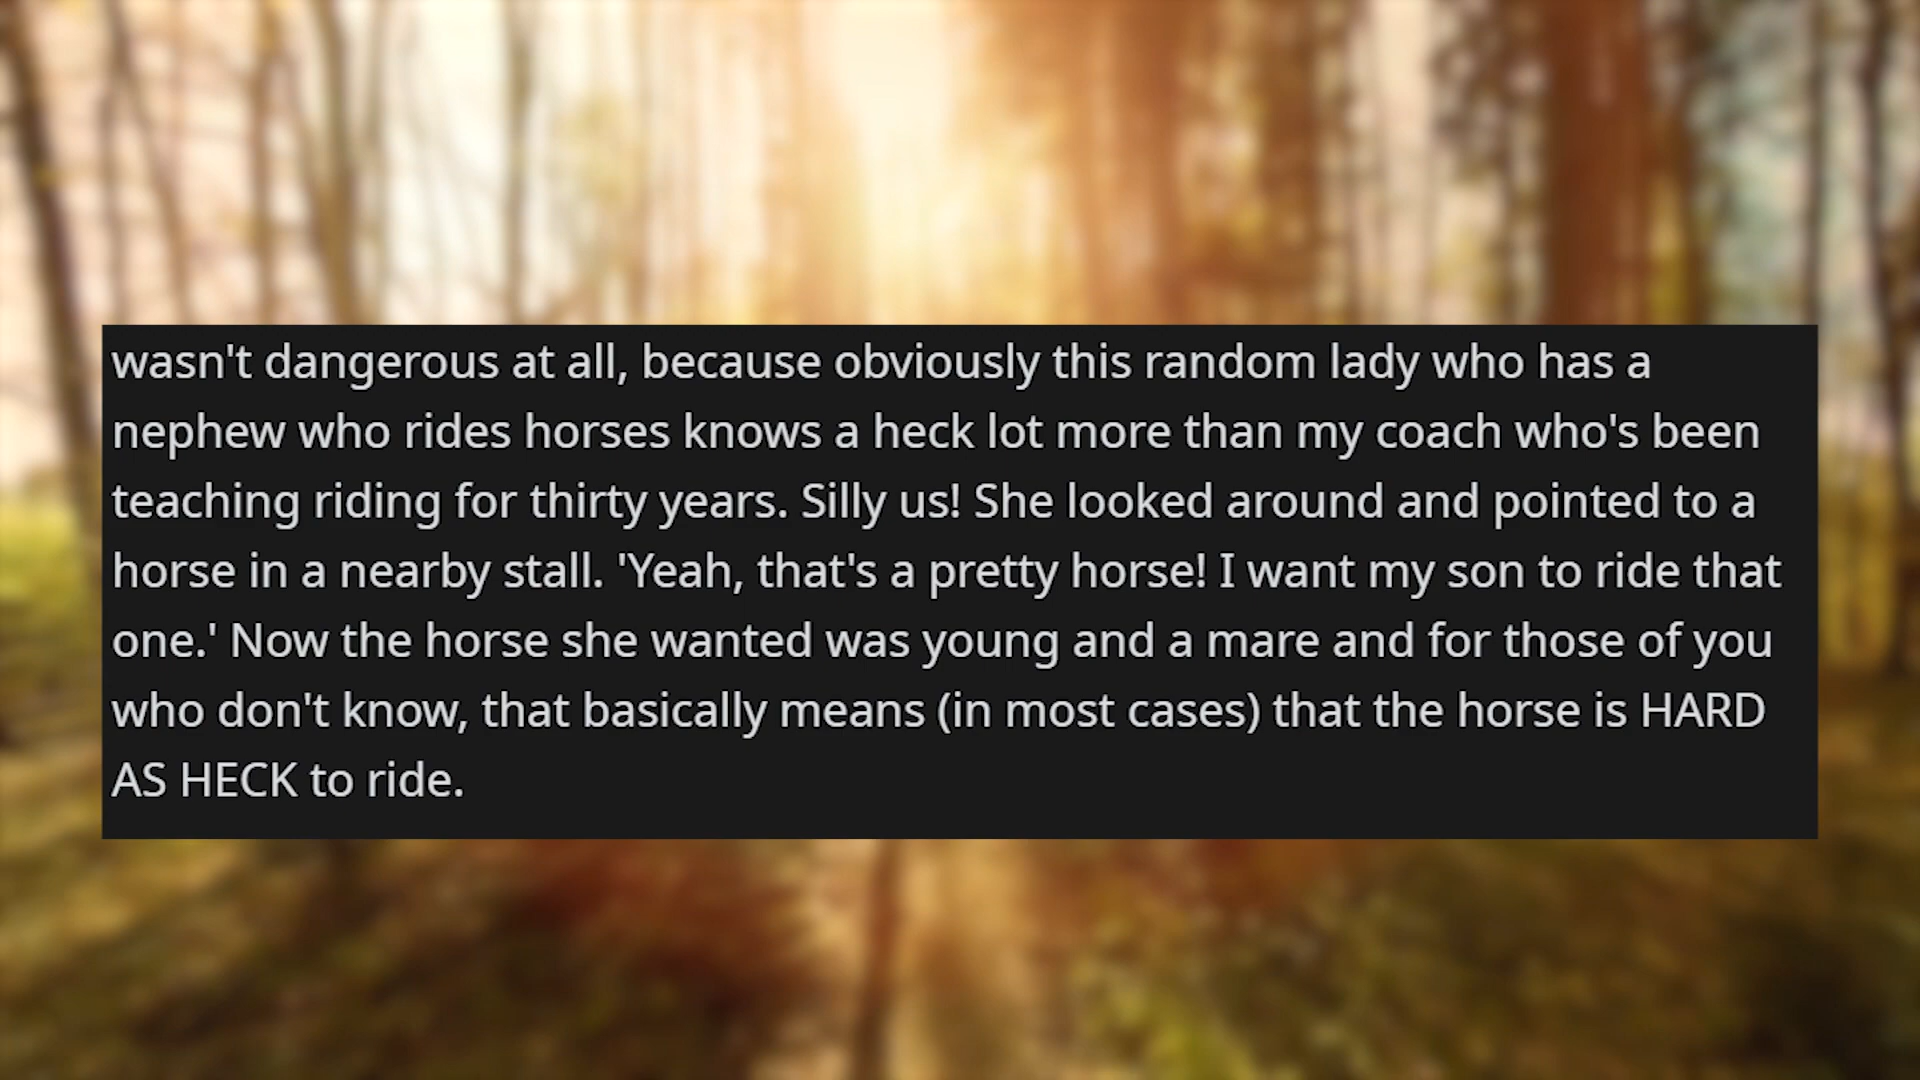 wasn't dangerous at all, because obviously this random lady who has a
nephew who rides horses knows a heck lot more than my coach who's been
teaching riding for thirty years. Silly us! She looked around and pointed to a
horse in a nearby stall. 'Yeah, that's a pretty horse! I want my son to ride that
one.' Now the horse she wanted was young and a mare and for those of you
who don't know, that basically means (in most cases) that the horse is HARD
AS HECK to ride.